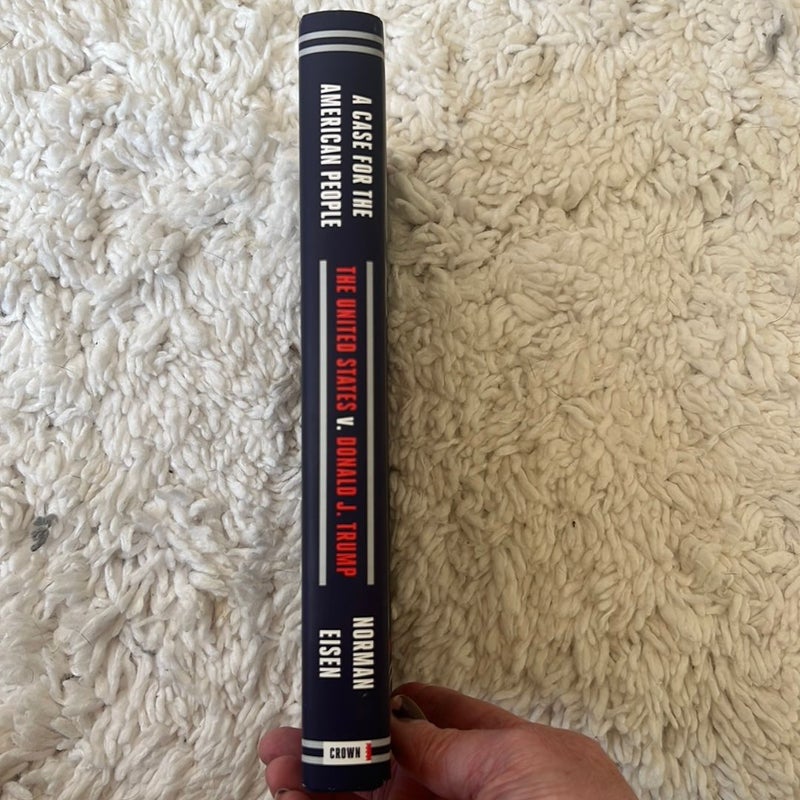 A CASE FOR THE
AMERICAN PEOPLE
THE UNITED STATES V. DONALD J. TRUMP
NORMAN
EISEN
CROWN